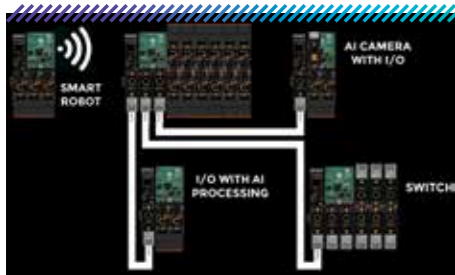 SMART
ROBOT
AI CAMERA
WITH I/O
I/O WITH AI
PROCESSING
SWITCH